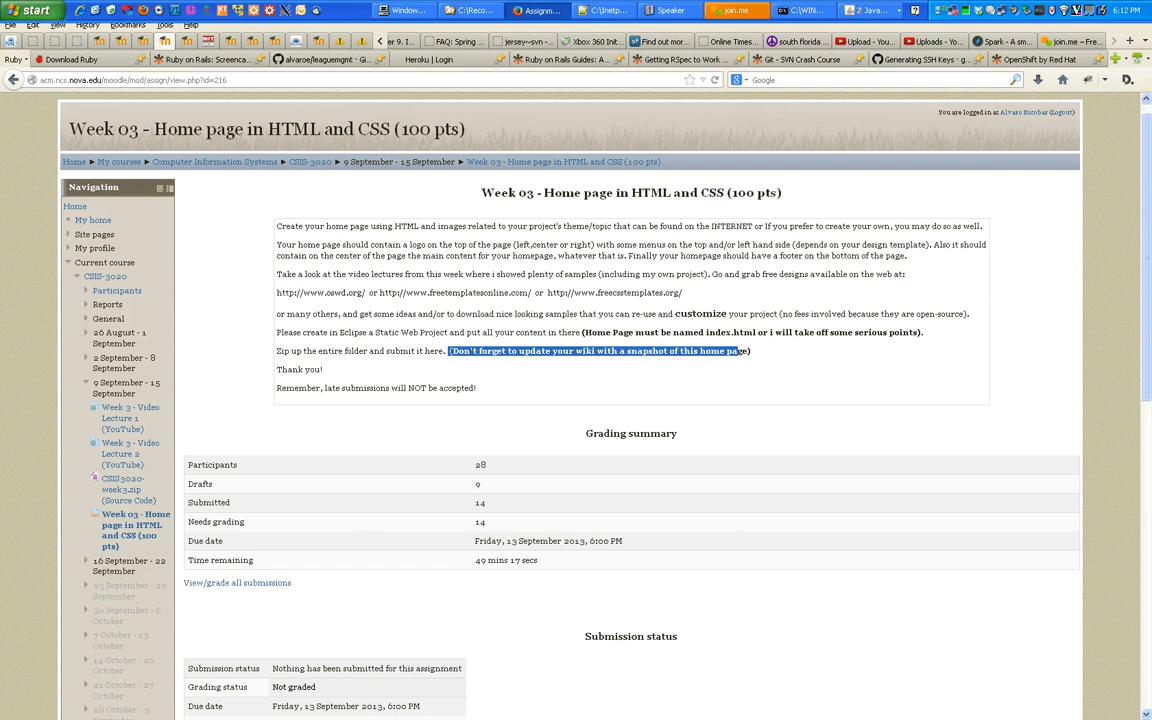 start
Window...
C:\Reco...
Assignm...
C:\Inetp...
Speaker
join.me
C:\WIN...
2 Java...
6:12 PM
File Edit View History Bookmarks Tools Help
er 9. I...
FAQ: Spring ...
jersey~svn -...
Xbox 360 Init...
Find out mor...
Online Times...
south florida ...
Upload - You...
Uploads - Yo...
Spark - A sm...
join.me – Fre...
Ruby
Download Ruby
Ruby on Rails: Screenca...
alvaroe/leaguemgmt · Gi...
Heroku | Login
Ruby on Rails Guides: A...
Getting RSpec to Work ...
Git - SVN Crash Course
Generating SSH Keys · g...
OpenShift by Red Hat
acm.ncs.nova.edu/moodle/mod/assign/view.php?id=216
Google
You are logged in as Alvaro Escobar (Logout)
Week 03 - Home page in HTML and CSS (100 pts)
Home ► My courses ► Computer Information Systems ► CSIS-3020 ► 9 September - 15 September ► Week 03 - Home page in HTML and CSS (100 pts)
Navigation
Home
My home
Site pages
My profile
Current course
CSIS-3020
Participants
Reports
General
26 August - 1
September
2 September - 8
September
9 September - 15
September
Week 3 - Video
Lecture 1
(YouTube)
Week 3 - Video
Lecture 2
(YouTube)
CSIS3020-
week3.zip
(Source Code)
Week 03 - Home
page in HTML
and CSS (100
pts)
16 September - 22
September
23 September - 29
September
30 September - 6
October
7 October - 13
October
14 October - 20
October
21 October - 27
October
28 October - 3
Week 03 - Home page in HTML and CSS (100 pts)
Create your home page using HTML and images related to your project's theme/topic that can be found on the INTERNET or If you prefer to create your own, you may do so as well.
Your home page should contain a logo on the top of the page (left,center or right) with some menus on the top and/or left hand side (depends on your design template). Also it should
contain on the center of the page the main content for your homepage, whatever that is. Finally your homepage should have a footer on the bottom of the page.
Take a look at the video lectures from this week where i showed plenty of samples (including my own project). Go and grab free designs available on the web at:
http://www.oswd.org/ or http://www.freetemplatesonline.com/ or http://www.freecsstemplates.org/
or many others, and get some ideas and/or to download nice looking samples that you can re-use and customize your project (no fees involved because they are open-source).
Please create in Eclipse a Static Web Project and put all your content in there (Home Page must be named index.html or i will take off some serious points).
Zip up the entire folder and submit it here. (Don't forget to update your wiki with a snapshot of this home page)
Thank you!
Remember, late submissions will NOT be accepted!
Grading summary
Participants 28
Drafts 9
Submitted 14
Needs grading 14
Due date Friday, 13 September 2013, 6:00 PM
Time remaining 49 mins 17 secs
View/grade all submissions
Submission status
Submission status Nothing has been submitted for this assignment
Grading status Not graded
Due date Friday, 13 September 2013, 6:00 PM